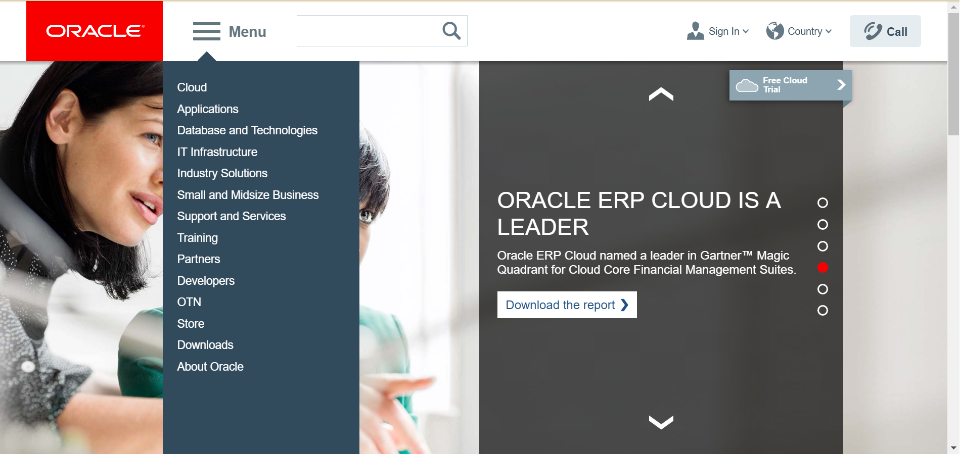 ORACLE®
Menu
Sign In
Country
Call
Cloud
Applications
Database and Technologies
IT Infrastructure
Industry Solutions
Small and Midsize Business
Support and Services
Training
Partners
Developers
OTN
Store
Downloads
About Oracle
Free Cloud
Trial
ORACLE ERP CLOUD IS A
LEADER
Oracle ERP Cloud named a leader in Gartner™ Magic
Quadrant for Cloud Core Financial Management Suites.
Download the report